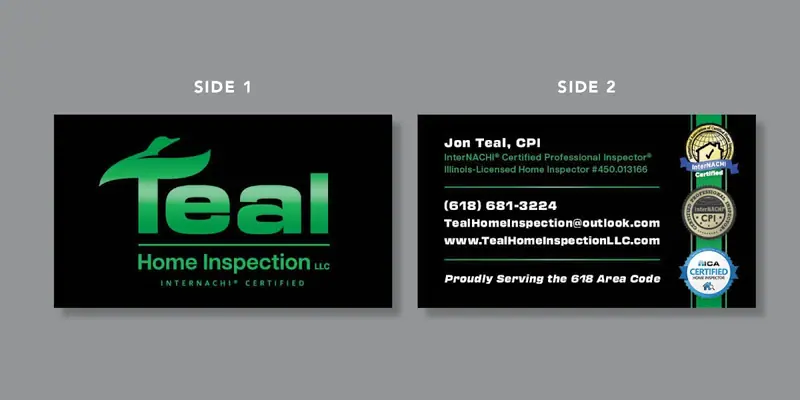 SIDE 1
Teal
Home Inspection LLC
INTERNACHI® CERTIFIED
SIDE 2
Jon Teal, CPI
InterNACHI® Certified Professional Inspector®
Illinois-Licensed Home Inspector #450.013166
(618) 681-3224
TealHomeInspection@outlook.com
www.TealHomeInspectionLLC.com
Proudly Serving the 618 Area Code
InterNACHI
Certified
InterNACHI
CPI
ICA
CERTIFIED
HOME INSPECTOR